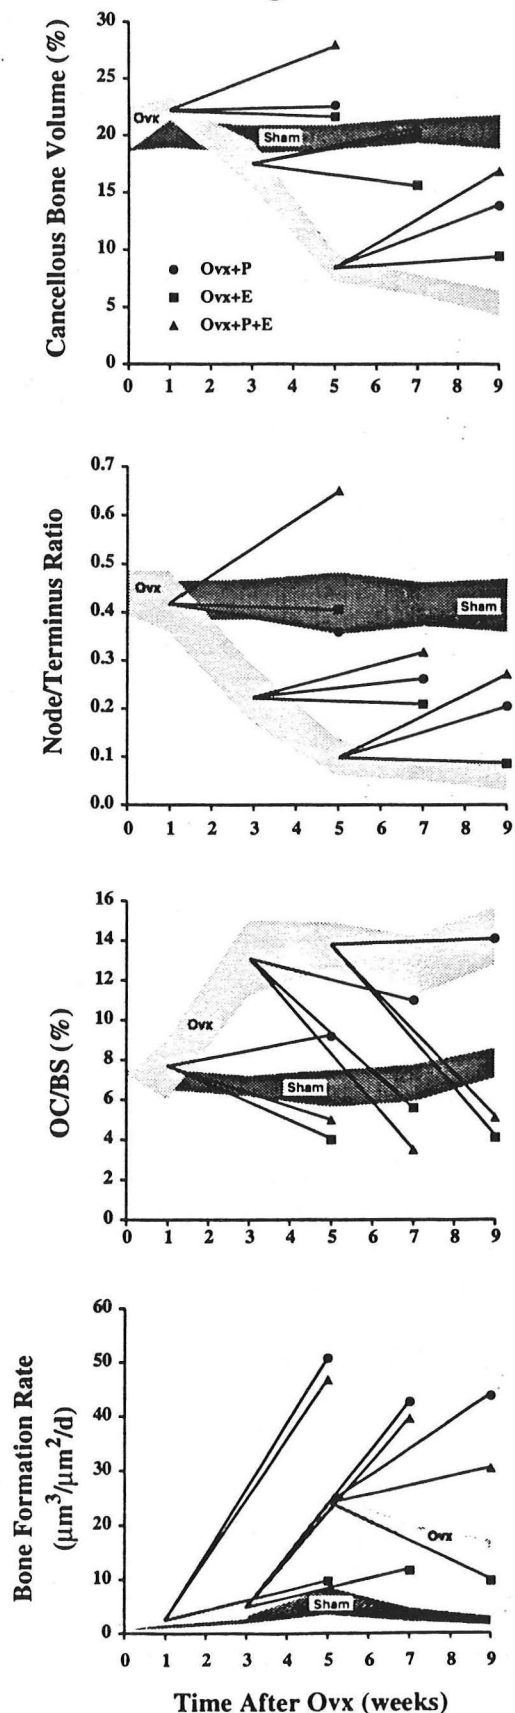 Cancellous Bone Volume (%)
30
25
20
15
10
5
0
Ovx
Sham
Ovx+P
Ovx+E
Ovx+P+E
0 1 2 3 4 5 6 7 8 9
Node/Terminus Ratio
0.7
0.6
0.5
0.4
0.3
0.2
0.1
0.0
Ovx
Sham
0 1 2 3 4 5 6 7 8 9
OC/BS (%)
16
14
12
10
8
6
4
2
0
Ovx
Sham
0 1 2 3 4 5 6 7 8 9
Bone Formation Rate
(μm³/μm²/d)
60
50
40
30
20
10
0
Ovx
Sham
0 1 2 3 4 5 6 7 8 9
Time After Ovx (weeks)